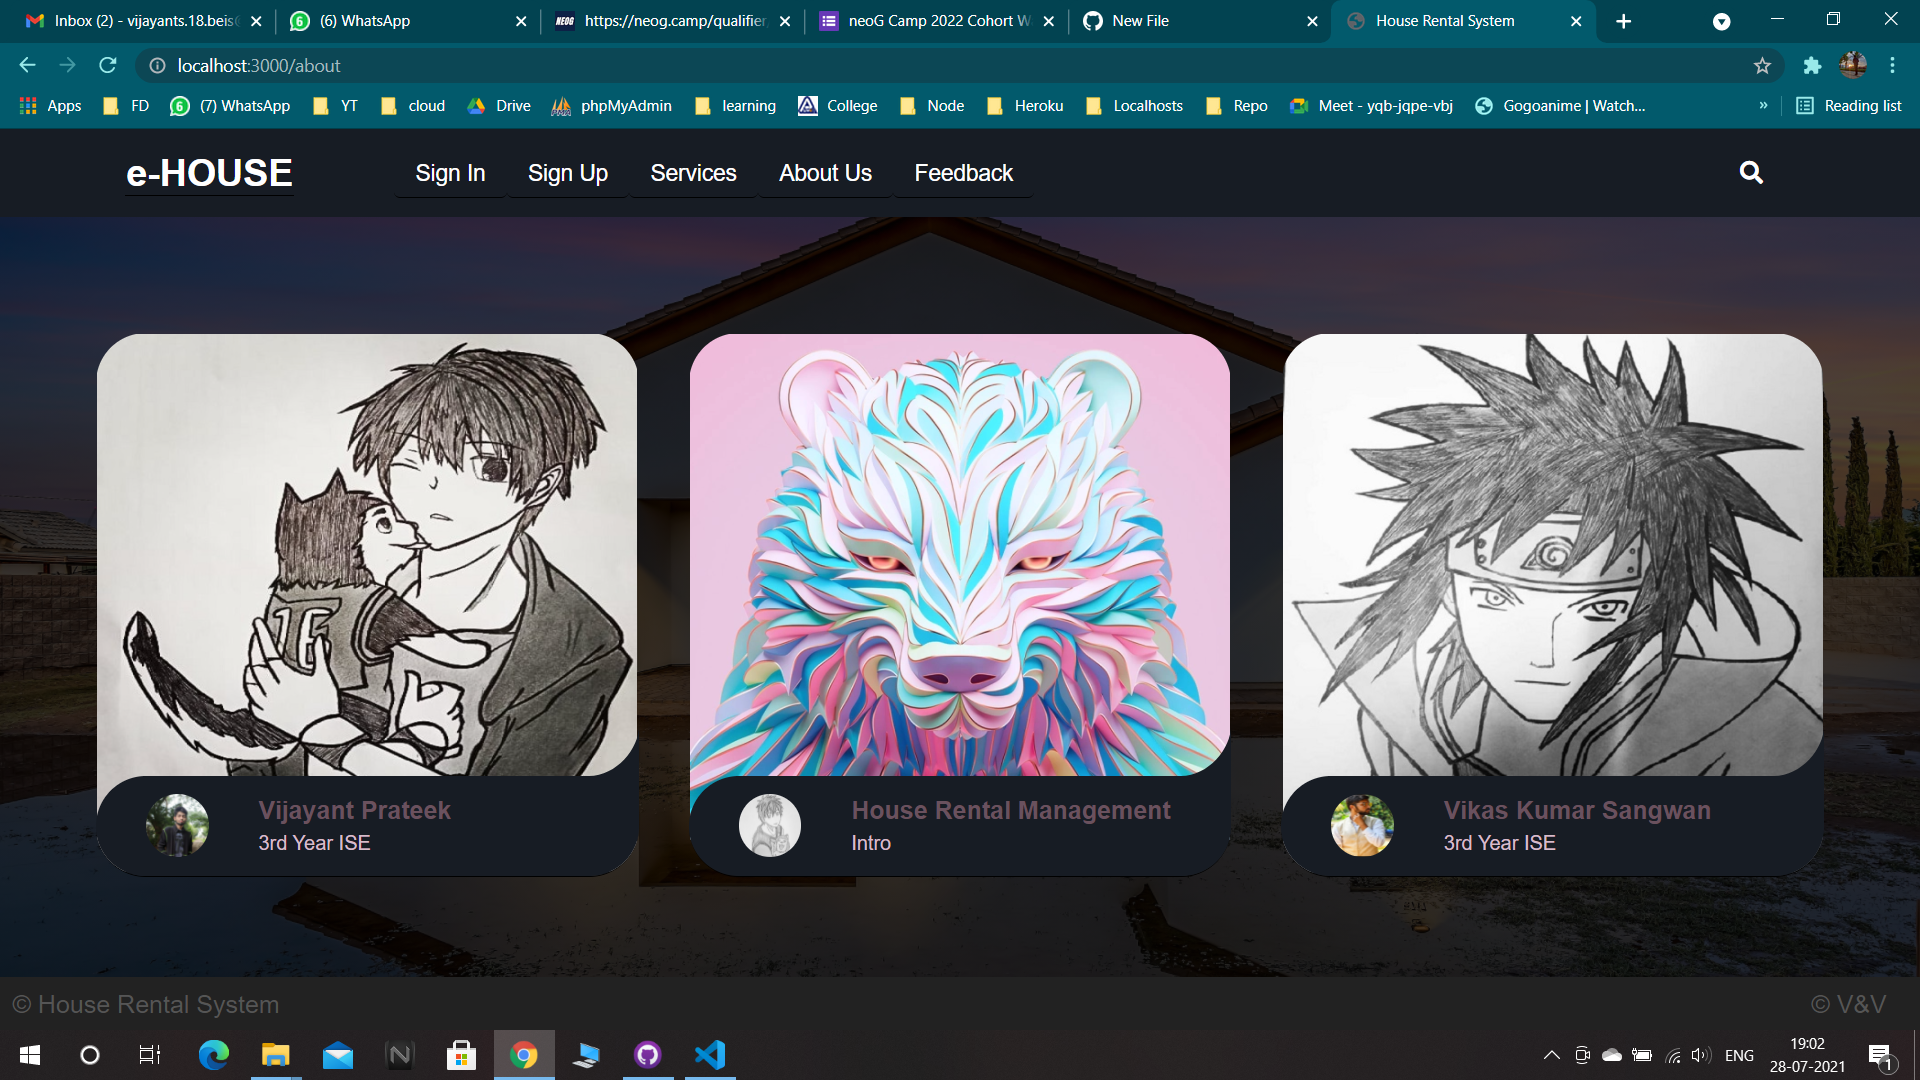 Inbox (2) - vijayants.18.beis@
(6) WhatsApp
https://neog.camp/qualifier
neoG Camp 2022 Cohort W
New File
House Rental System
localhost:3000/about
Apps
FD
(7) WhatsApp
YT
cloud
Drive
phpMyAdmin
learning
College
Node
Heroku
Localhosts
Repo
Meet - yqb-jqpe-vbj
Gogoanime | Watch...
»
Reading list
e-HOUSE
Sign In
Sign Up
Services
About Us
Feedback
Vijayant Prateek
3rd Year ISE
House Rental Management
Intro
Vikas Kumar Sangwan
3rd Year ISE
© House Rental System
© V&V
ENG
19:02
28-07-2021
1